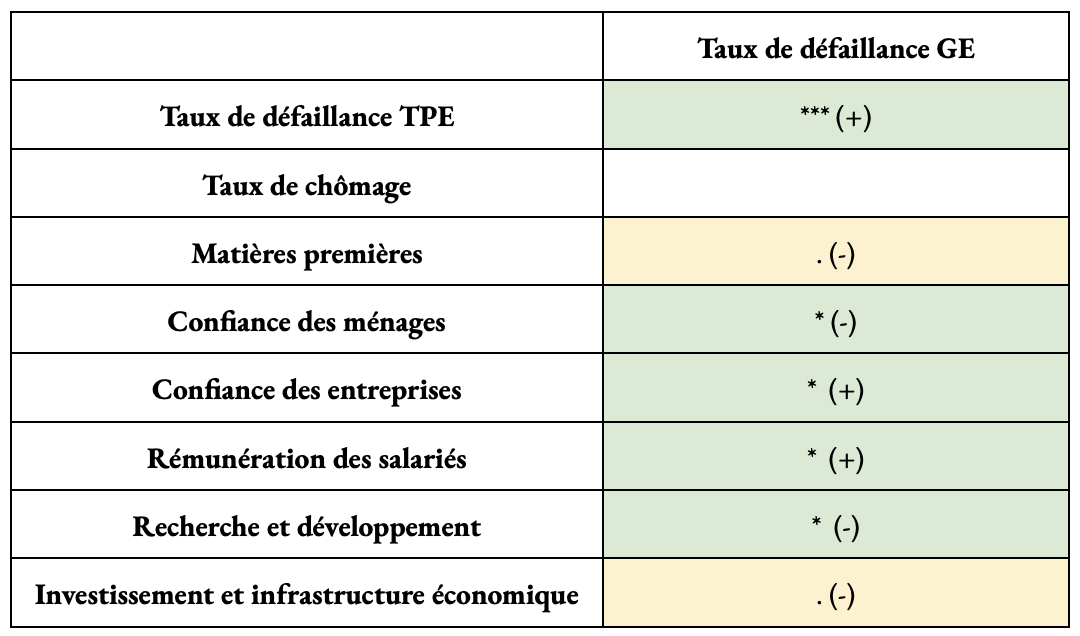 Taux de défaillance GE
Taux de défaillance TPE *** (+)
Taux de chômage
Matières premières . (-)
Confiance des ménages * (-)
Confiance des entreprises * (+)
Rémunération des salariés * (+)
Recherche et développement * (-)
Investissement et infrastructure économique . (-)